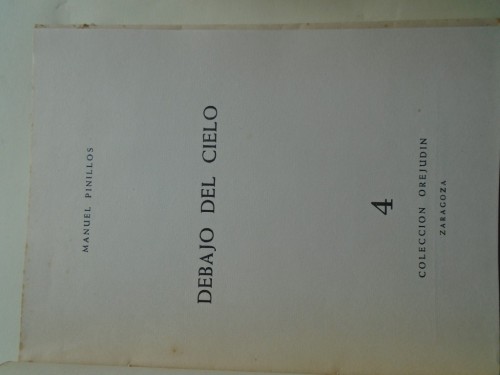 MANUEL PINILLOS
DEBAJO DEL CIELO
4
COLECCION OREJUDIN
ZARAGOZA